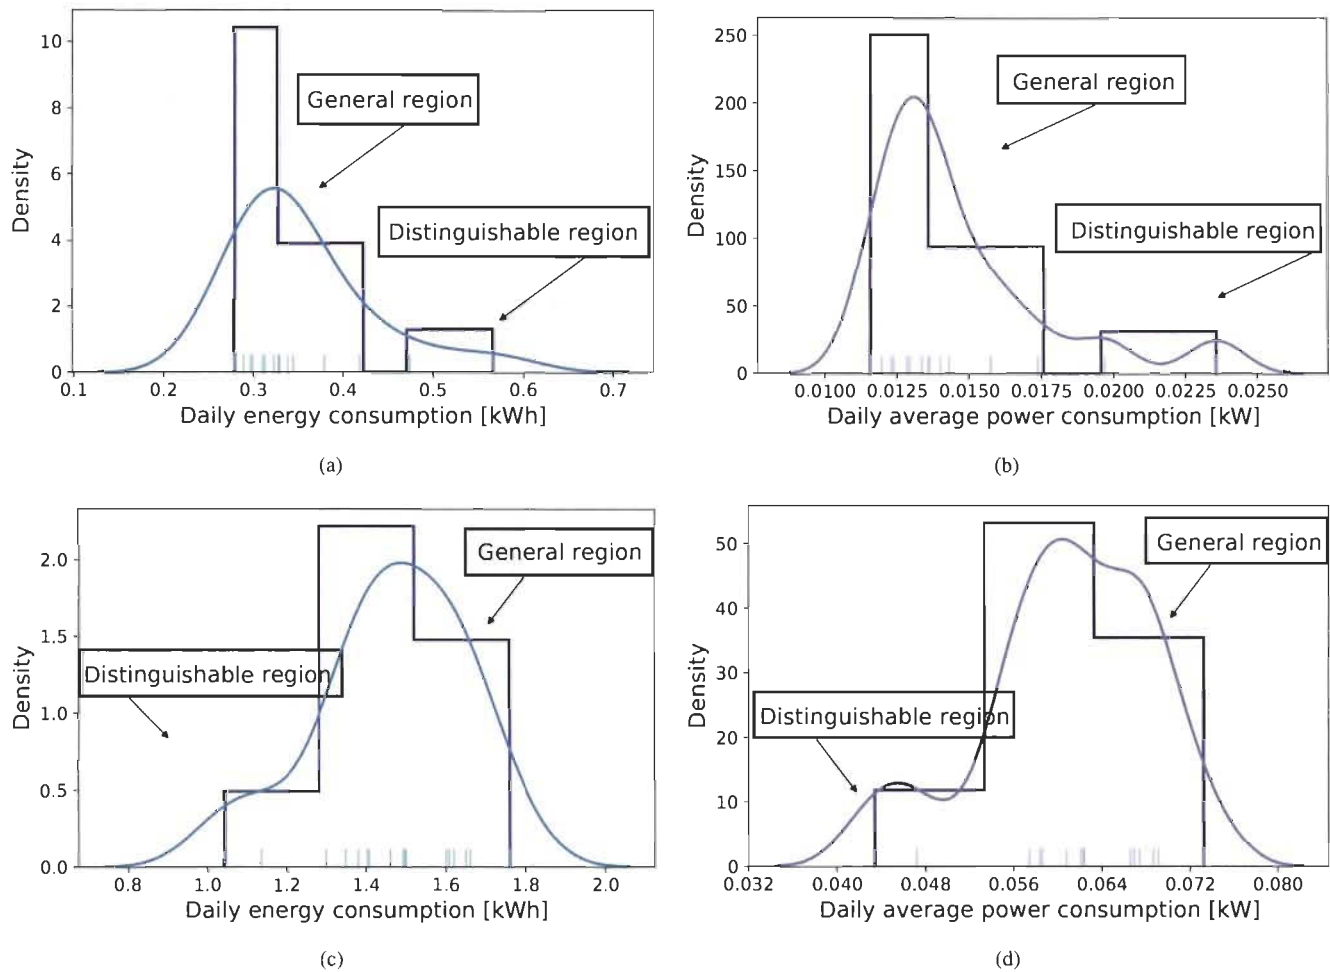 (a)
10
8
6
4
2
0
Density
General region
Distinguishable region
0.1 0.2 0.3 0.4 0.5 0.6 0.7
Daily energy consumption [kWh]
(a)
250
200
150
100
50
0
Density
General region
Distinguishable region
0.0100 0.0125 0.0150 0.0175 0.0200 0.0225 0.0250
Daily average power consumption [kW]
(b)
2.0
1.5
1.0
0.5
0.0
Density
General region
Distinguishable region
0.8 1.0 1.2 1.4 1.6 1.8 2.0
Daily energy consumption [kWh]
(c)
50
40
30
20
10
0
Density
General region
Distinguishable region
0.032 0.040 0.048 0.056 0.064 0.072 0.080
Daily average power consumption [kW]
(d)